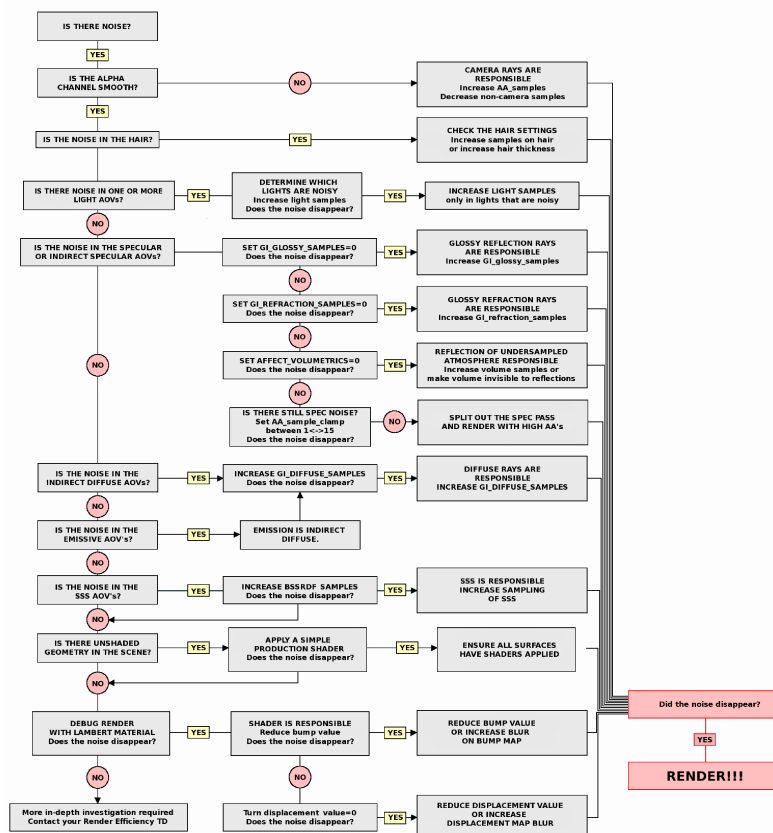 IS THERE NOISE?
YES
IS THE ALPHA
CHANNEL SMOOTH?
NO
CAMERA RAYS ARE
RESPONSIBLE
Increase AA_samples
Decrease non-camera samples
YES
IS THE NOISE IN THE HAIR?
YES
CHECK THE HAIR SETTINGS
Increase samples on hair
or increase hair thickness
IS THERE NOISE IN ONE OR MORE
LIGHT AOVs?
YES
DETERMINE WHICH
LIGHTS ARE NOISY
Increase light samples
Does the noise disappear?
YES
INCREASE LIGHT SAMPLES
only in lights that are noisy
NO
IS THE NOISE IN THE SPECULAR
OR INDIRECT SPECULAR AOVs?
SET GI_GLOSSY_SAMPLES=0
Does the noise disappear?
YES
GLOSSY REFLECTION RAYS
ARE RESPONSIBLE
Increase GI_glossy_samples
NO
SET GI_REFRACTION_SAMPLES=0
Does the noise disappear?
YES
GLOSSY REFRACTION RAYS
ARE RESPONSIBLE
Increase GI_refraction_samples
NO
NO
SET AFFECT_VOLUMETRICS=0
Does the noise disappear?
YES
REFLECTION OF UNDERSAMPLED
ATMOSPHERE RESPONSIBLE
Increase volume samples or
make volume invisible to reflections
NO
IS THERE STILL SPEC NOISE?
Set AA_sample_clamp
between 1<->15
Does the noise disappear?
NO
SPLIT OUT THE SPEC PASS
AND RENDER WITH HIGH AA's
IS THE NOISE IN THE
INDIRECT DIFFUSE AOVs?
YES
INCREASE GI_DIFFUSE_SAMPLES
Does the noise disappear?
YES
DIFFUSE RAYS ARE
RESPONSIBLE
INCREASE GI_DIFFUSE_SAMPLES
NO
IS THE NOISE IN THE
EMISSIVE AOV's?
YES
EMISSION IS INDIRECT
DIFFUSE.
NO
IS THE NOISE IN THE
SSS AOV's?
YES
INCREASE BSSRDF SAMPLES
Does the noise disappear?
YES
SSS IS RESPONSIBLE
INCREASE SAMPLING
OF SSS
NO
IS THERE UNSHADED
GEOMETRY IN THE SCENE?
YES
APPLY A SIMPLE
PRODUCTION SHADER
Does the noise disappear?
YES
ENSURE ALL SURFACES
HAVE SHADERS APPLIED
NO
Did the noise disappear?
DEBUG RENDER
WITH LAMBERT MATERIAL
Does the noise disappear?
YES
SHADER IS RESPONSIBLE
Reduce bump value
Does the noise disappear?
YES
REDUCE BUMP VALUE
OR INCREASE BLUR
ON BUMP MAP
YES
RENDER!!!
NO
NO
More in-depth investigation required
Contact your Render Efficiency TD
Turn displacement_value=0
Does the noise disappear?
YES
REDUCE DISPLACEMENT VALUE
OR INCREASE
DISPLACEMENT MAP BLUR